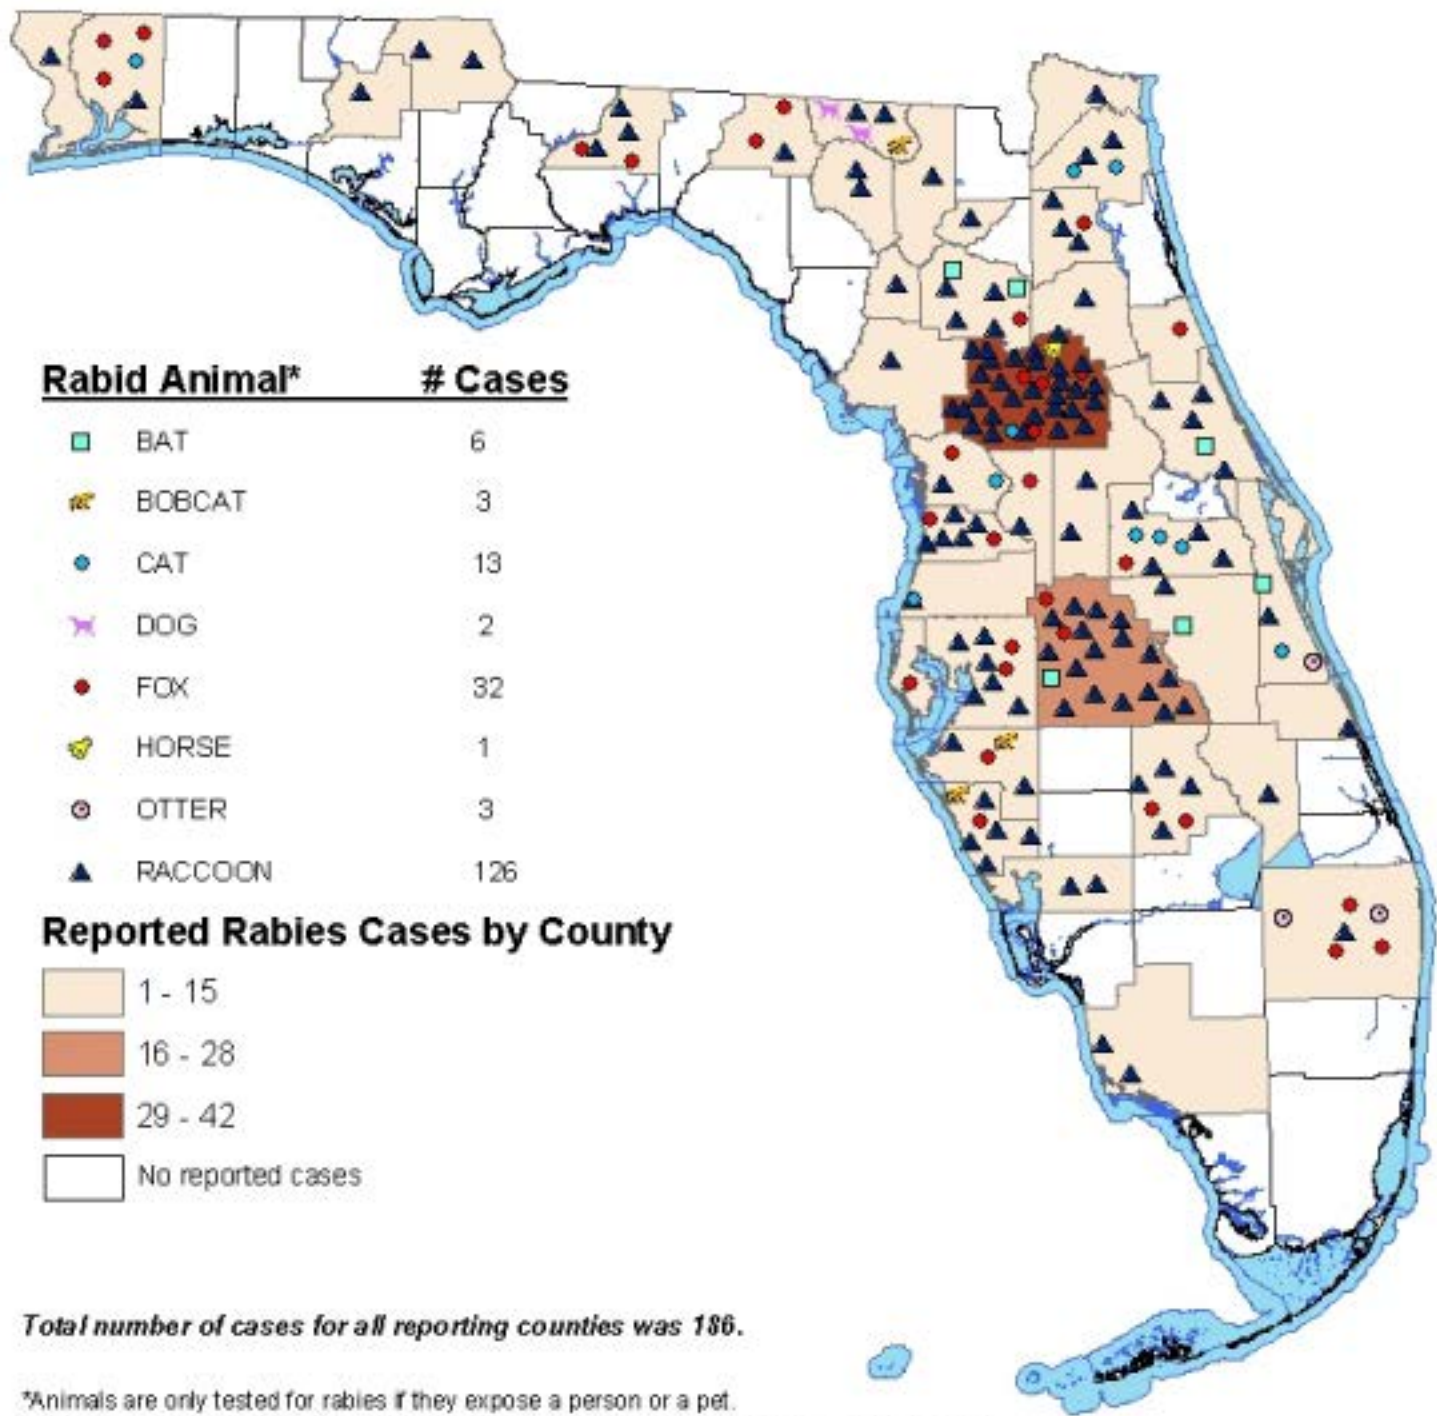 Rabid Animal* # Cases
BAT 6
BOBCAT 3
CAT 13
DOG 2
FOX 32
HORSE 1
OTTER 3
RACCOON 126
Reported Rabies Cases by County
1 - 15
16 - 28
29 - 42
No reported cases
Total number of cases for all reporting counties was 186.
*Animals are only tested for rabies if they expose a person or a pet.